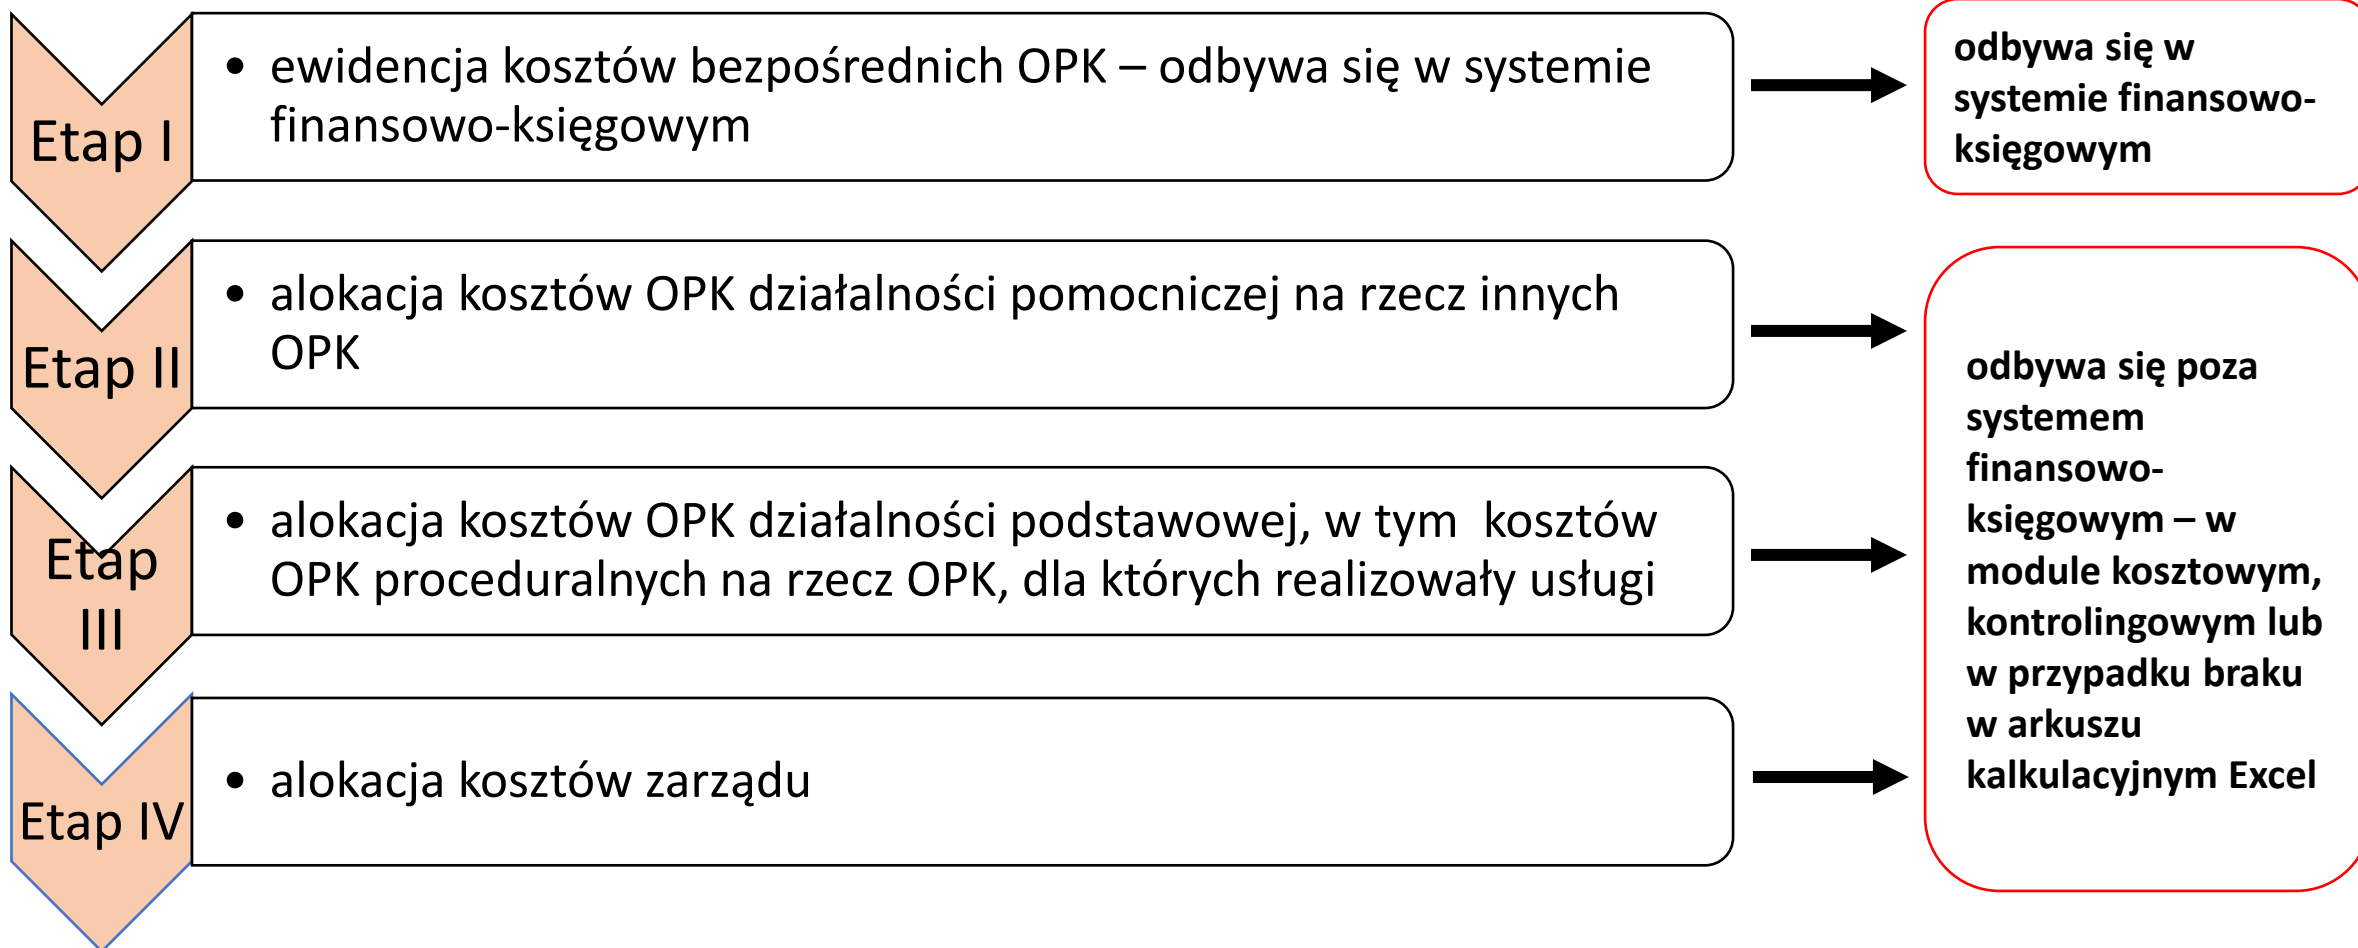 Etap I
• ewidencja kosztów bezpośrednich OPK – odbywa się w systemie
finansowo-księgowym
odbywa się w
systemie finansowo-
księgowym
Etap II
• alokacja kosztów OPK działalności pomocniczej na rzecz innych
OPK
Etap
III
• alokacja kosztów OPK działalności podstawowej, w tym kosztów
OPK proceduralnych na rzecz OPK, dla których realizowały usługi
Etap IV
• alokacja kosztów zarządu
odbywa się poza
systemem
finansowo-
księgowym – w
module kosztowym,
kontrolingowym lub
w przypadku braku
w arkuszu
kalkulacyjnym Excel